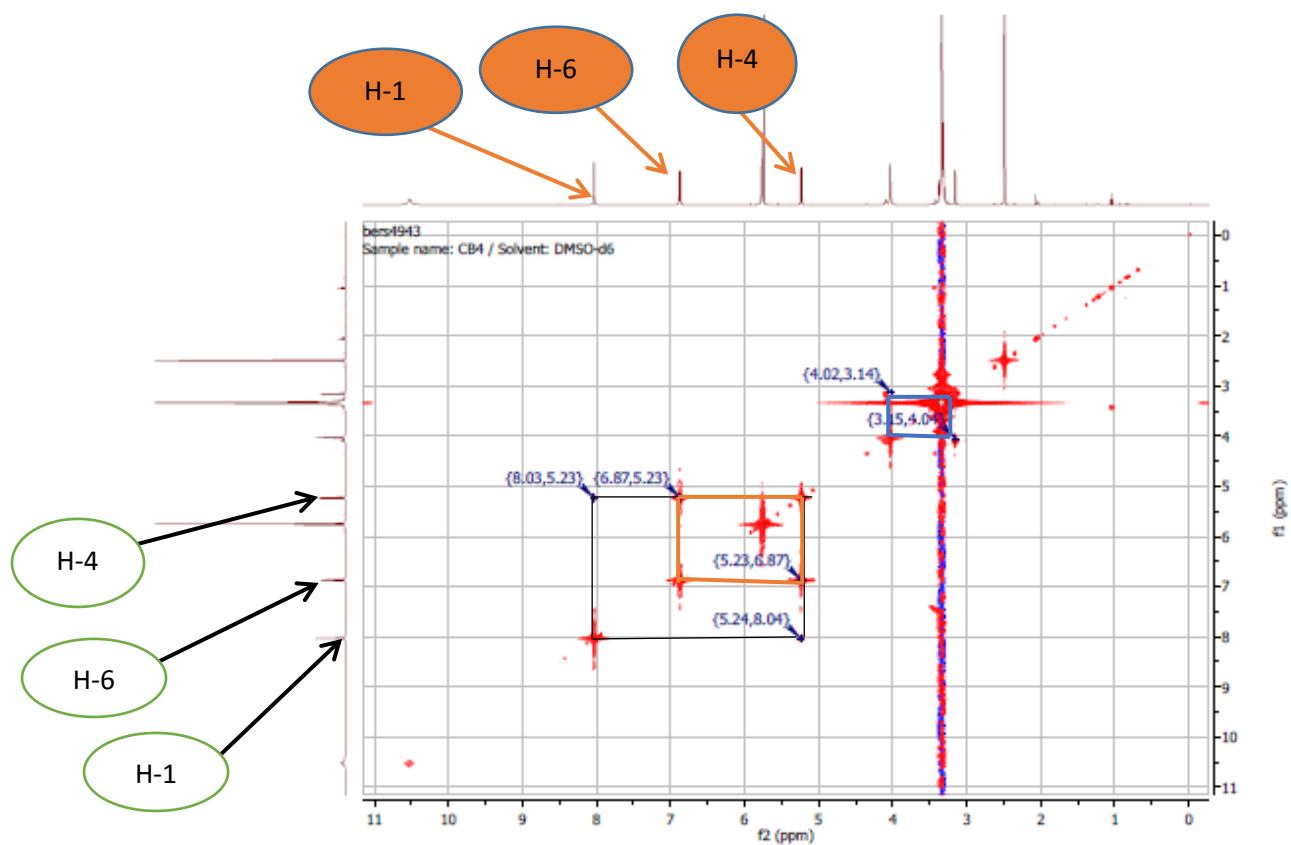 H-1
H-6
H-4
bers4943
Sample name: CB4 / Solvent: DMSO-d6
{4.02,3.14}
{3.15,4.04}
{8.03,5.23}
{6.87,5.23}
{5.23,6.87}
{5.24,8.04}
H-4
H-6
H-1
0
1
2
3
4
5
6
7
8
9
10
11
f1 (ppm)
11 10 9 8 7 6 5 4 3 2 1 0
f2 (ppm)